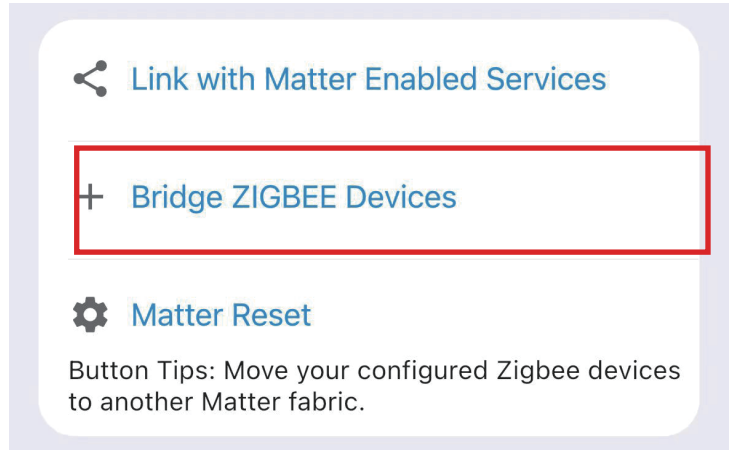 Link with Matter Enabled Services
Bridge ZIGBEE Devices
Matter Reset
Button Tips: Move your configured Zigbee devices
to another Matter fabric.